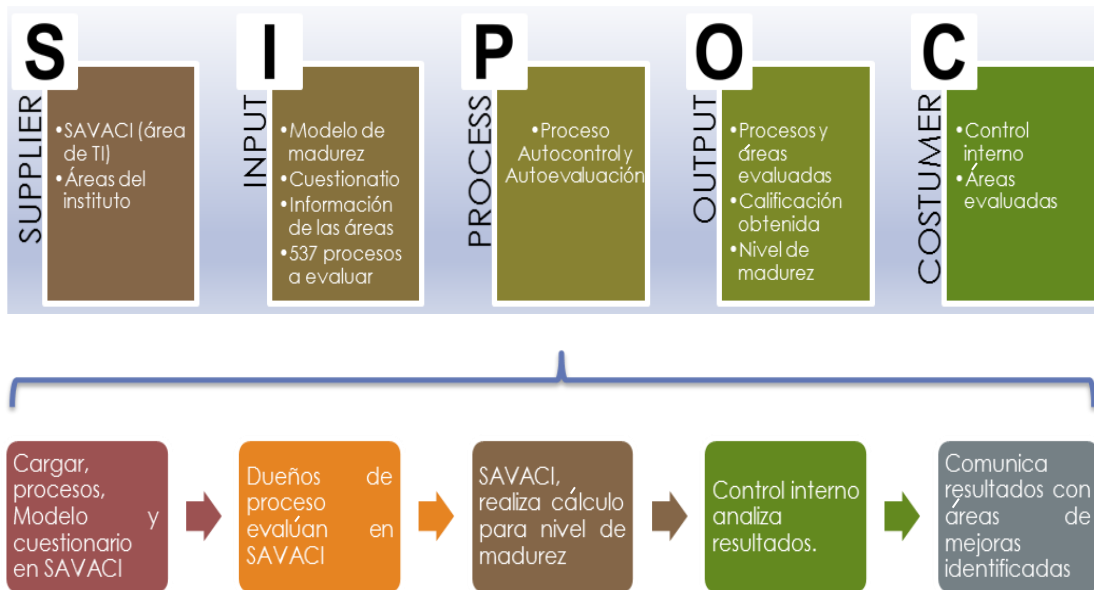 S
SUPPLIER
•SAVACI (área
de TI)
•Áreas del
instituto
I
INPUT
•Modelo de
madurez
•Cuestionatio
•Información
de las áreas
•537 procesos
a evaluar
P
PROCESS
•Proceso
Autocontrol y
Autoevaluación
O
OUTPUT
•Procesos y
áreas
evaluadas
•Calificación
obtenida
•Nivel de
madurez
C
COSTUMER
•Control
interno
•Áreas
evaluadas
Cargar,
procesos,
Modelo y
cuestionario
en SAVACI
Dueños de
proceso
evalúan en
SAVACI
SAVACI,
realiza cálculo
para nivel de
madurez
Control interno
analiza
resultados.
Comunica
resultados con
áreas de
mejoras
identificadas